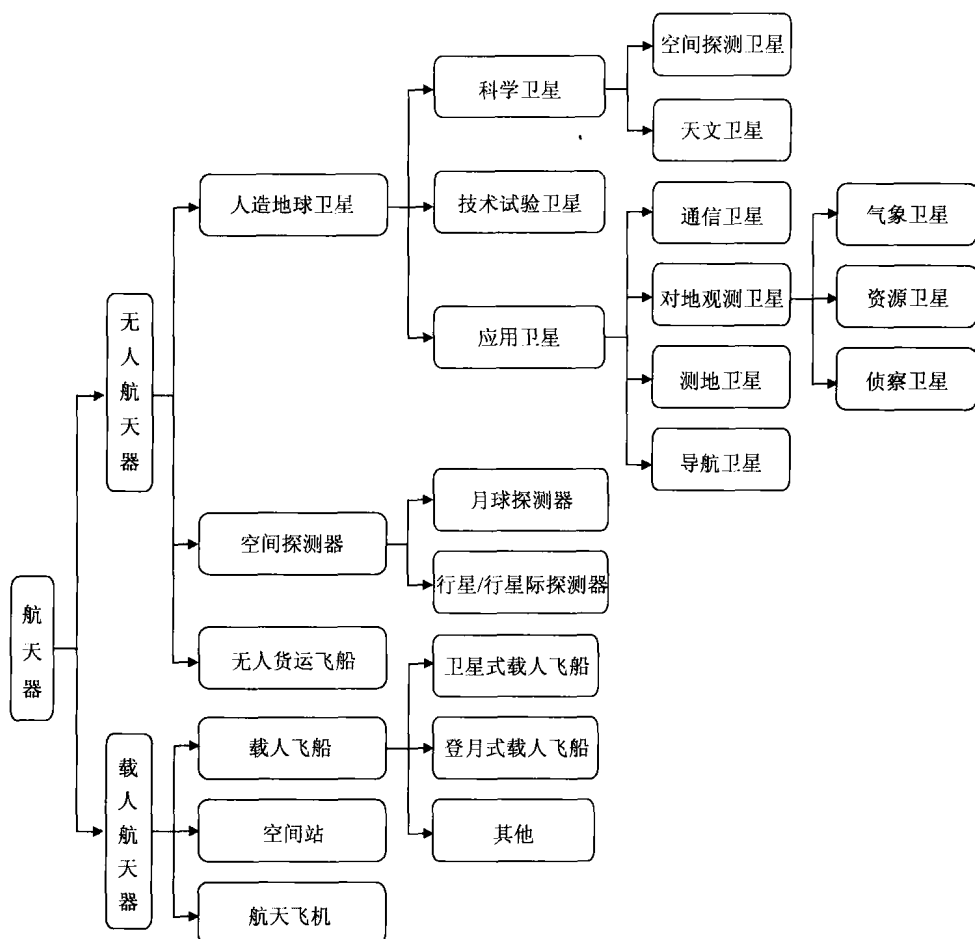 航天器
无人航天器
人造地球卫星
科学卫星
空间探测卫星
天文卫星
技术试验卫星
应用卫星
通信卫星
对地观测卫星
气象卫星
资源卫星
侦察卫星
测地卫星
导航卫星
空间探测器
月球探测器
行星/行星际探测器
无人货运飞船
载人航天器
载人飞船
卫星式载人飞船
登月式载人飞船
其他
空间站
航天飞机